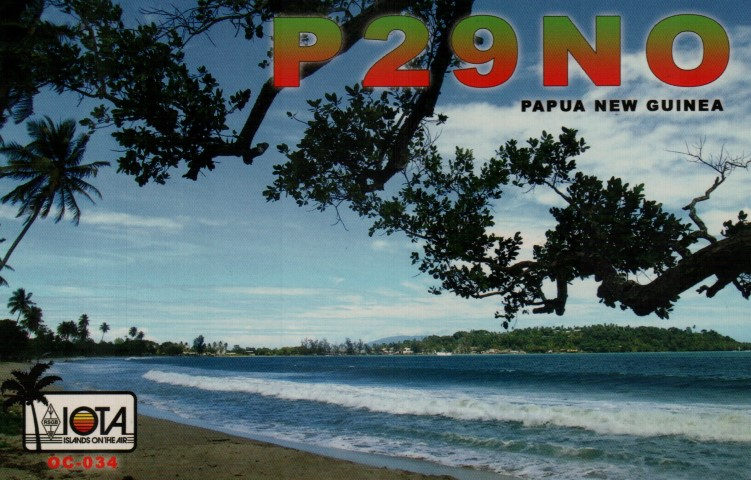 P29NO
PAPUA NEW GUINEA
RSGB
IOTA
ISLANDS ON THE AIR
OC-034